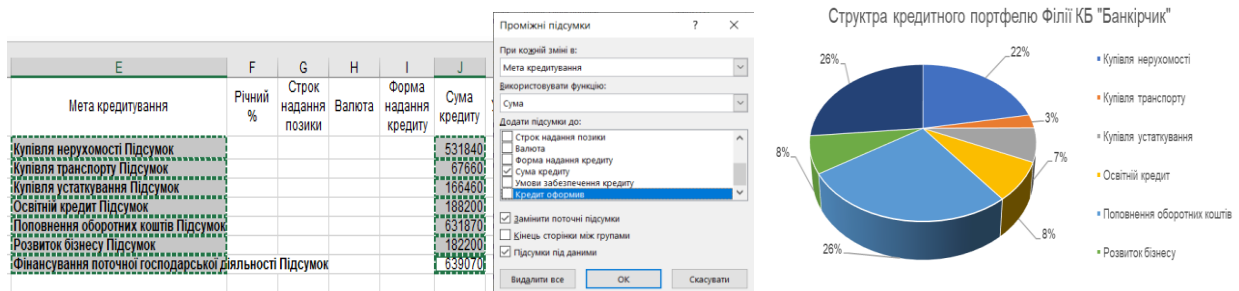 E F G H I J
Мета кредитування
Річний
%
Строк
надання
позики
Валюта
Форма
надання
кредиту
Сума
кредиту
Купівля нерухомості Підсумок 531840
Купівля транспорту Підсумок 67660
Купівля устаткування Підсумок 166460
Освітній кредит Підсумок 188200
Поповнення оборотних коштів Підсумок 631870
Розвиток бізнесу Підсумок 182200
Фінансування поточної господарської діяльності Підсумок 639070
Проміжні підсумки ? ×
При кожній зміні в:
Мета кредитування
Використовувати функцію:
Сума
Додати підсумки до:
Строк надання позики
Валюта
Форма надання кредиту
Сума кредиту
Умови забезпечення кредиту
Кредит оформив
Замінити поточні підсумки
Кінець сторінки між групами
Підсумки під даними
Видалити все ОК Скасувати
Структра кредитного портфелю Філії КБ "Банкірчик"
26%
22%
3%
7%
8%
26%
8%
Купівля нерухомості
Купівля транспорту
Купівля устаткування
Освітній кредит
Поповнення оборотних коштів
Розвиток бізнесу